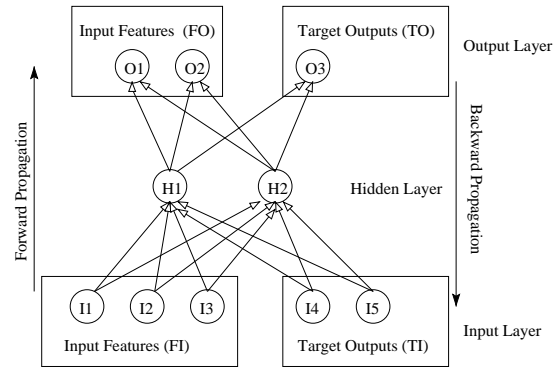 Input Features (FO)
Target Outputs (TO)
Output Layer
O1
O2
O3
Forward Propagation
Backward Propagation
H1
H2
Hidden Layer
I1
I2
I3
I4
I5
Input Features (FI)
Target Outputs (TI)
Input Layer